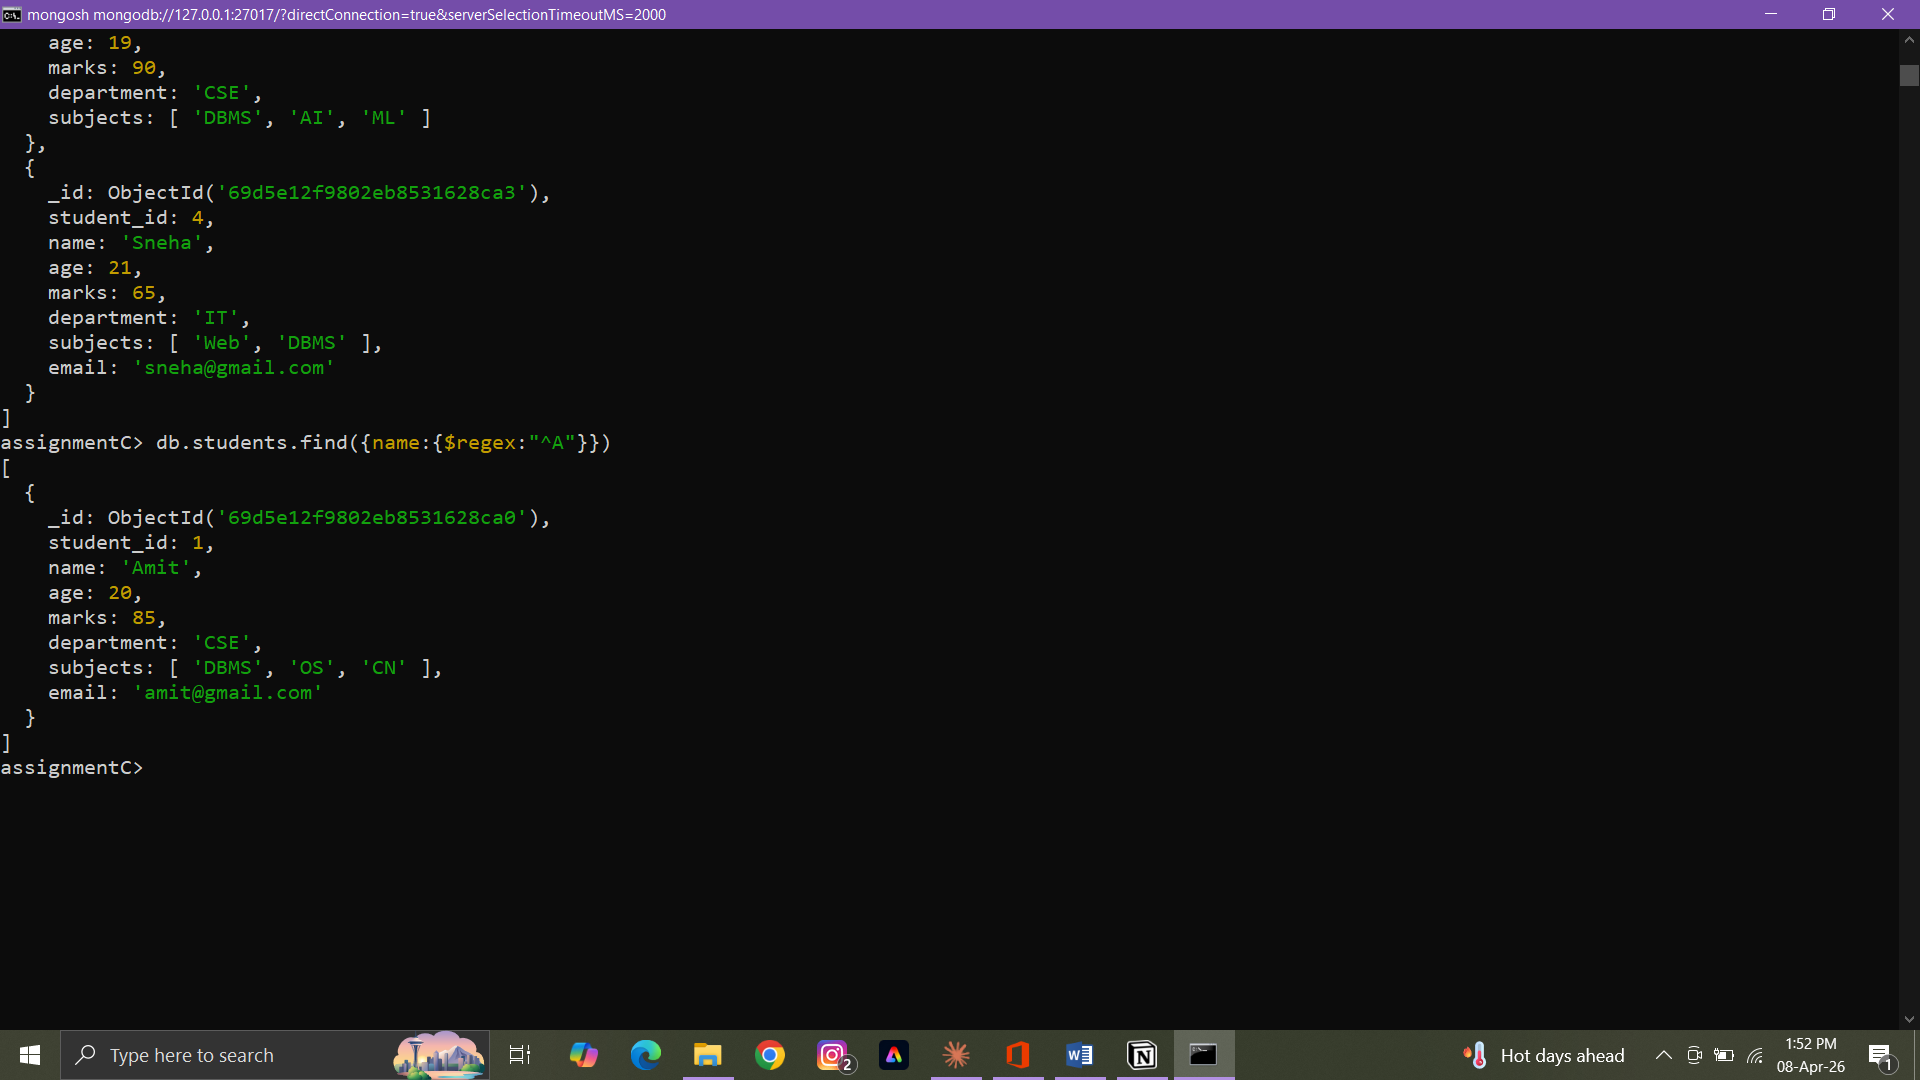 mongosh mongodb://127.0.0.1:27017/?directConnection=true&serverSelectionTimeoutMS=2000
    age: 19,
    marks: 90,
    department: 'CSE',
    subjects: [ 'DBMS', 'AI', 'ML' ]
  },
  {
    _id: ObjectId('69d5e12f9802eb8531628ca3'),
    student_id: 4,
    name: 'Sneha',
    age: 21,
    marks: 65,
    department: 'IT',
    subjects: [ 'Web', 'DBMS' ],
    email: 'sneha@gmail.com'
  }
]
assignmentC> db.students.find({name:{$regex:"^A"}})
[
  {
    _id: ObjectId('69d5e12f9802eb8531628ca0'),
    student_id: 1,
    name: 'Amit',
    age: 20,
    marks: 85,
    department: 'CSE',
    subjects: [ 'DBMS', 'OS', 'CN' ],
    email: 'amit@gmail.com'
  }
]
assignmentC>
Type here to search
2
Hot days ahead
1:52 PM
08-Apr-26
1